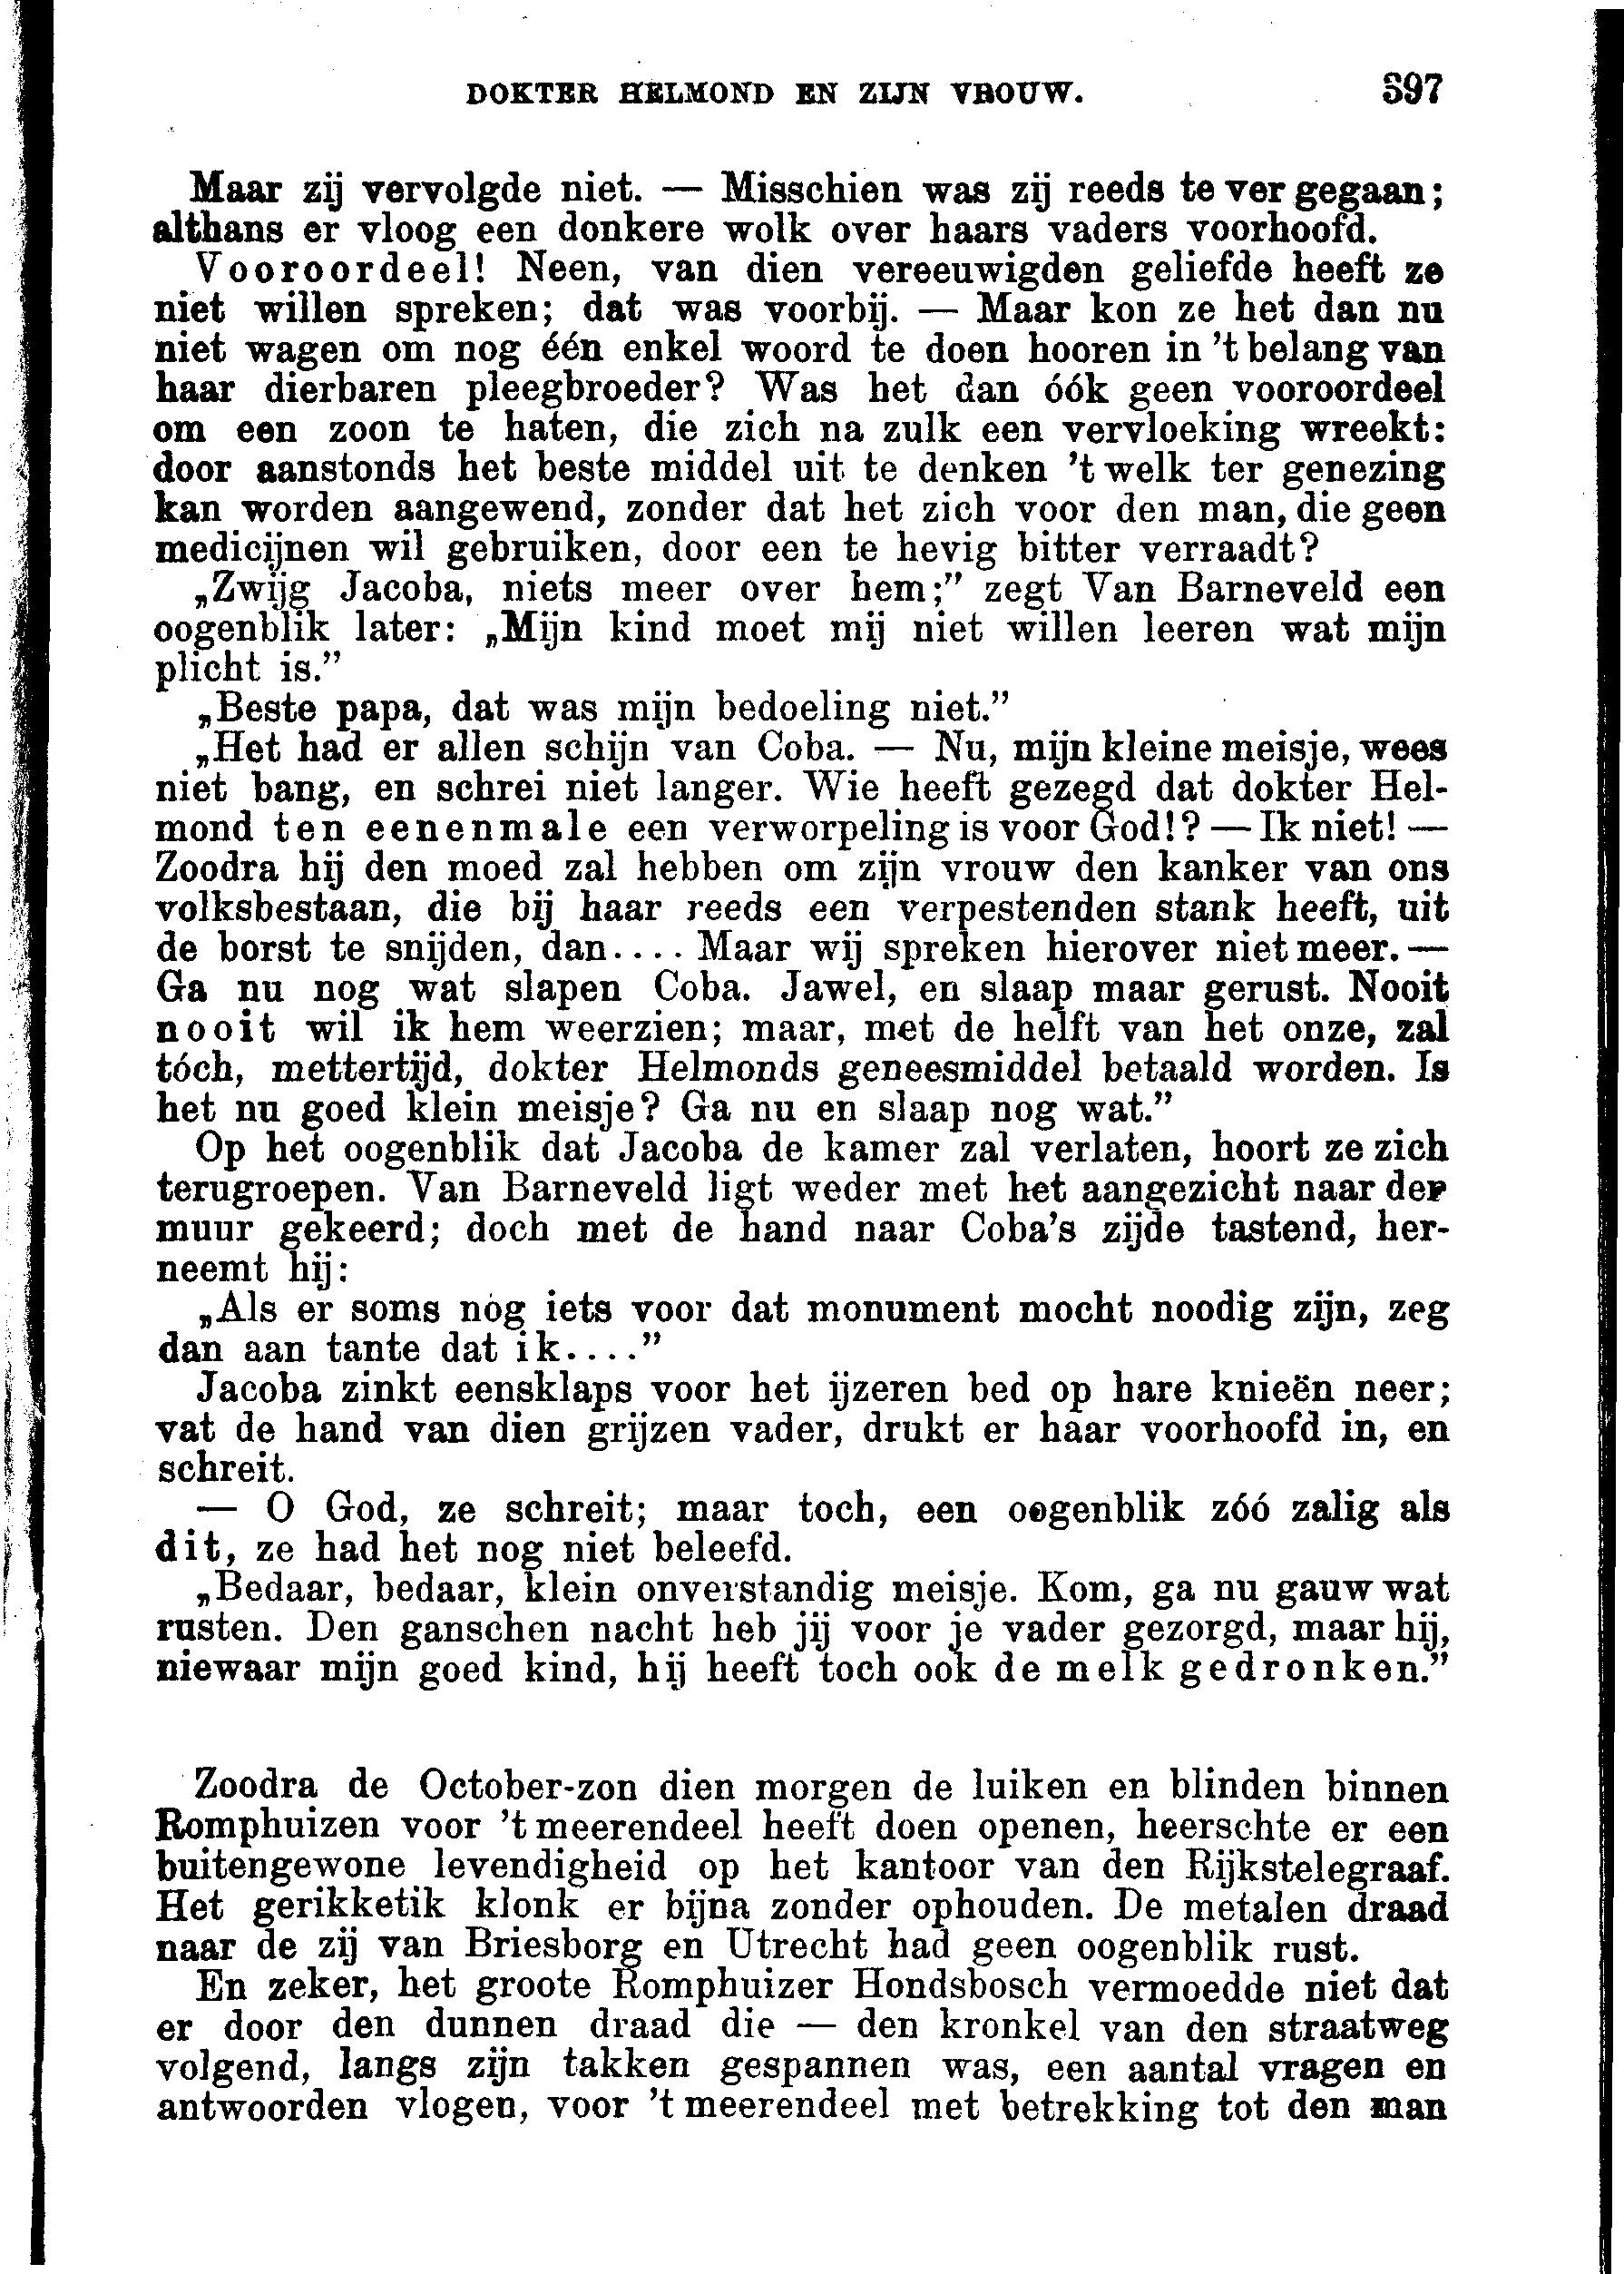 DOKTER HELMOND EN ZIJN VROUW. 397
Maar zij vervolgde niet. — Misschien was zij reeds te ver gegaan;
althans er vloog een donkere wolk over haars vaders voorhoofd.
Vooroordeel! Neen, van dien vereeuwigden geliefde heeft ze
niet willen spreken; dat was voorbij. — Maar kon ze het dan nu
niet wagen om nog één enkel woord te doen hooren in 't belang van
haar dierbaren pleegbroeder? Was het dan óók geen vooroordeel
om een zoon te haten, die zich na zulk een vervloeking wreekt:
door aanstonds het beste middel uit te denken 't welk ter genezing
kan worden aangewend, zonder dat het zich voor den man, die geen
medicijnen wil gebruiken, door een te hevig bitter verraadt?
„Zwijg Jacoba, niets meer over hem;” zegt Van Barneveld een
oogenblik later: „Mijn kind moet mij niet willen leeren wat mijn
plicht is.”
„Beste papa, dat was mijn bedoeling niet.”
„Het had er allen schijn van Coba. — Nu, mijn kleine meisje, wees
niet bang, en schrei niet langer. Wie heeft gezegd dat dokter Hel-
mond ten eenenmale een verworpeling is voor God!? — Ik niet! —
Zoodra hij den moed zal hebben om zijn vrouw den kanker van ons
volksbestaan, die bij haar reeds een verpestenden stank heeft, uit
de borst te snijden, dan.... Maar wij spreken hierover niet meer. —
Ga nu nog wat slapen Coba. Jawel, en slaap maar gerust. Nooit
nooit wil ik hem weerzien; maar, met de helft van het onze, zal
tóch, mettertijd, dokter Helmonds geneesmiddel betaald worden. Is
het nu goed klein meisje? Ga nu en slaap nog wat.”
Op het oogenblik dat Jacoba de kamer zal verlaten, hoort ze zich
terugroepen. Van Barneveld ligt weder met het aangezicht naar der
muur gekeerd; doch met de hand naar Coba's zijde tastend, her-
neemt hij:
„Als er soms nog iets voor dat monument mocht noodig zijn, zeg
dan aan tante dat ik....”
Jacoba zinkt eensklaps voor het ijzeren bed op hare knieën neer;
vat de hand van dien grijzen vader, drukt er haar voorhoofd in, en
schreit.
— O God, ze schreit; maar toch, een oogenblik zóó zalig als
dit, ze had het nog niet beleefd.
„Bedaar, bedaar, klein onverstandig meisje. Kom, ga nu gauw wat
rusten. Den ganschen nacht heb jij voor je vader gezorgd, maar hij,
niewaar mijn goed kind, hij heeft toch ook de melk gedronken.”
Zoodra de October-zon dien morgen de luiken en blinden binnen
Romphuizen voor 't meerendeel heeft doen openen, heerschte er een
buitengewone levendigheid op het kantoor van den Rijkstelegraaf.
Het gerikketik klonk er bijna zonder ophouden. De metalen draad
naar de zij van Briesborg en Utrecht had geen oogenblik rust.
En zeker, het groote Romphuizer Hondsbosch vermoedde niet dat
er door den dunnen draad die — den kronkel van den straatweg
volgend, langs zijn takken gespannen was, een aantal vragen en
antwoorden vlogen, voor 't meerendeel met betrekking tot den man